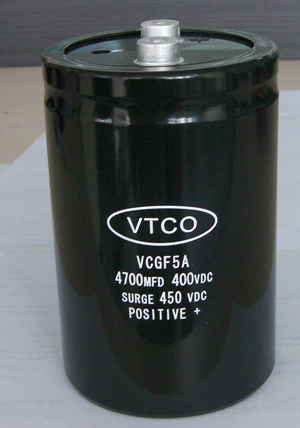 VTCO
VCGF5A
4700MFD 400VDC
SURGE 450 VDC
POSITIVE +